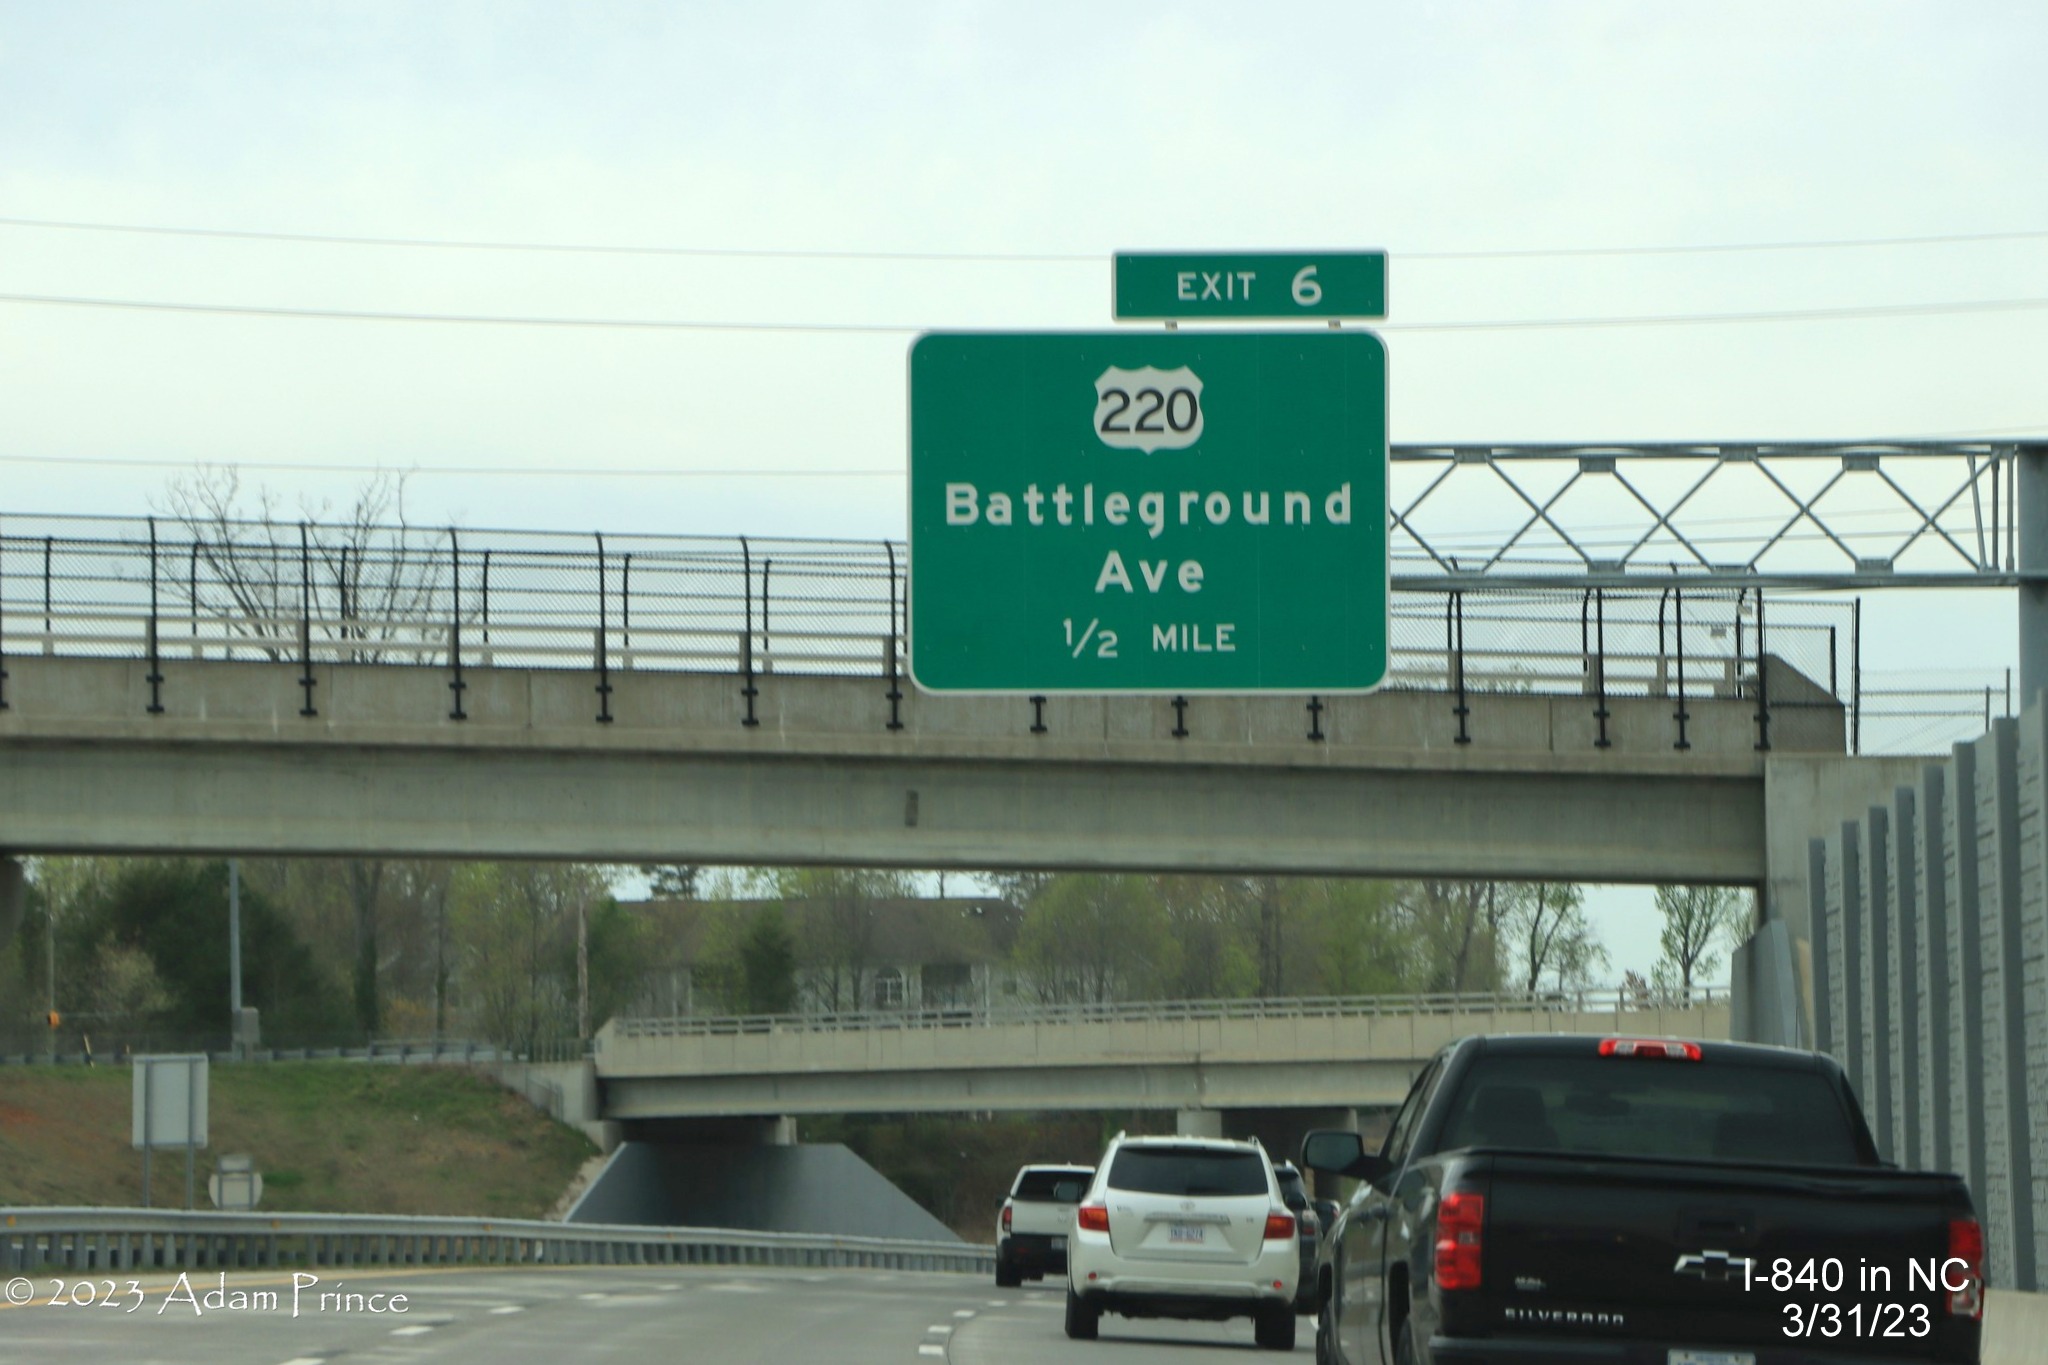 EXIT 6
220
Battleground
Ave
1/2 MILE
SILVERADO
I-840 in NC
3/31/23
© 2023 Adam Prince